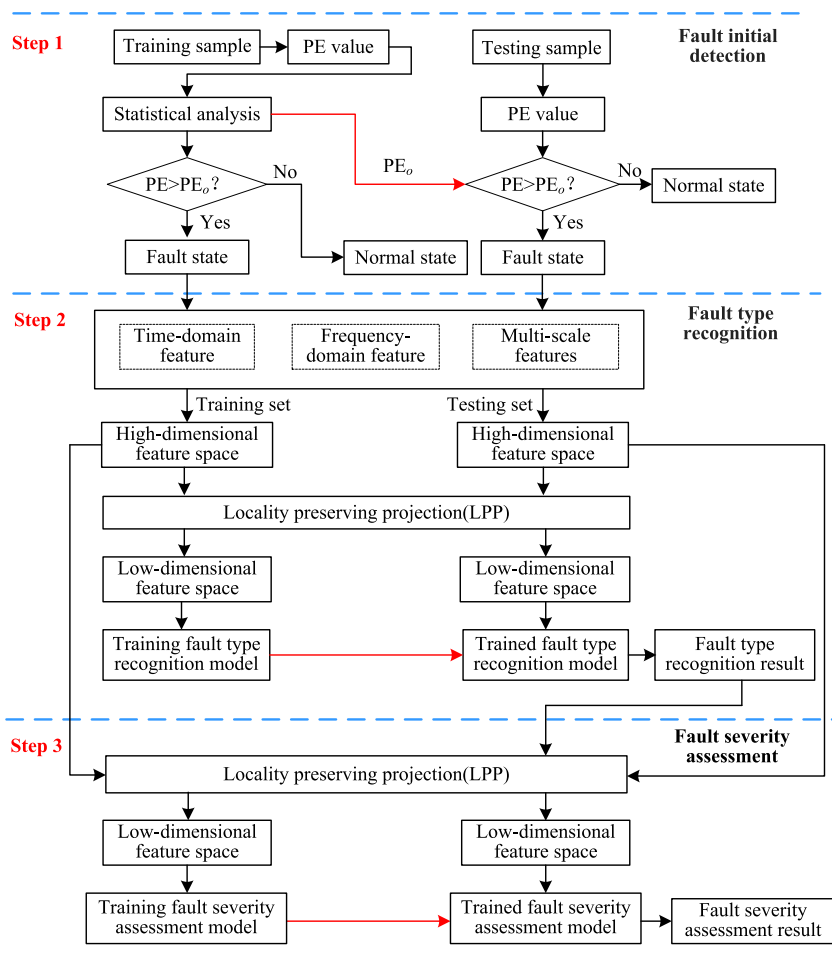 Step 1
Training sample
PE value
Testing sample
Fault initial
detection
Statistical analysis
PE value
PE>PEₒ?
No
PEₒ
PE>PEₒ?
No
Normal state
Yes
Yes
Fault state
Normal state
Fault state
Step 2
Fault type
recognition
Time-domain
feature
Frequency-
domain feature
Multi-scale
features
Training set
Testing set
High-dimensional
feature space
High-dimensional
feature space
Locality preserving projection(LPP)
Low-dimensional
feature space
Low-dimensional
feature space
Training fault type
recognition model
Trained fault type
recognition model
Fault type
recognition result
Step 3
Fault severity
assessment
Locality preserving projection(LPP)
Low-dimensional
feature space
Low-dimensional
feature space
Training fault severity
assessment model
Trained fault severity
assessment model
Fault severity
assessment result